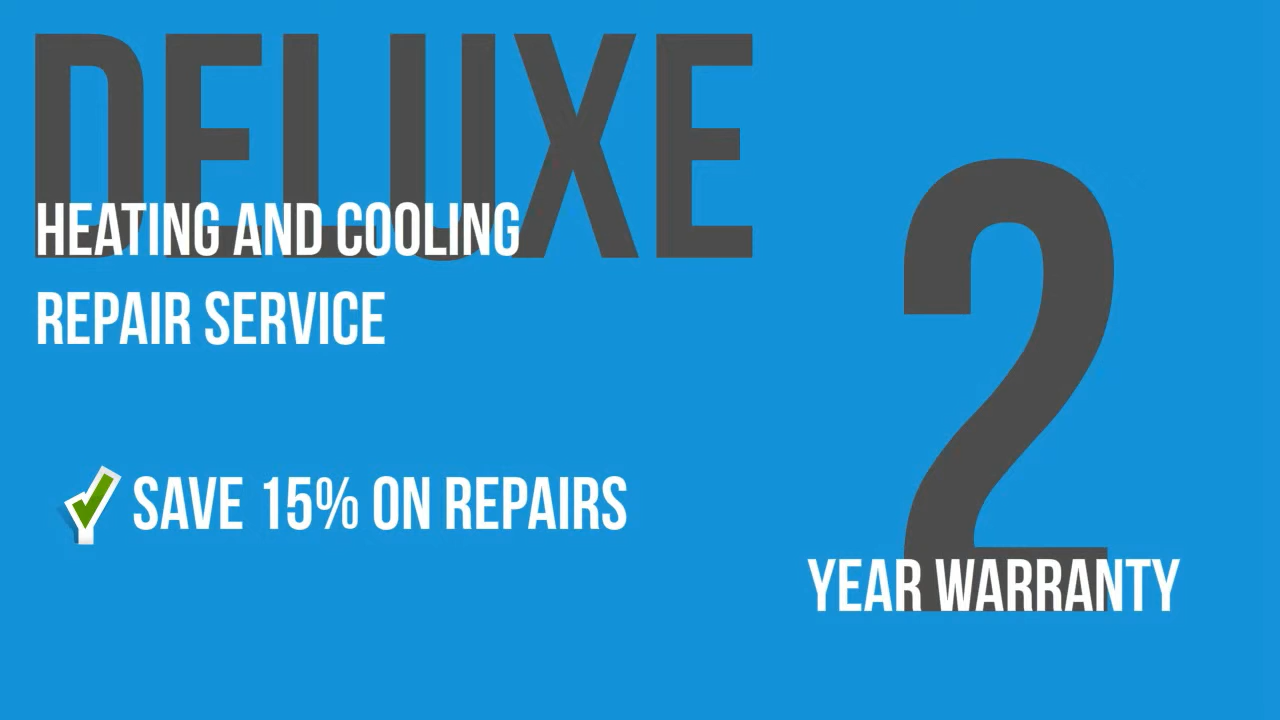 DELUXE
HEATING AND COOLING
REPAIR SERVICE
SAVE 15% ON REPAIRS
2
YEAR WARRANTY